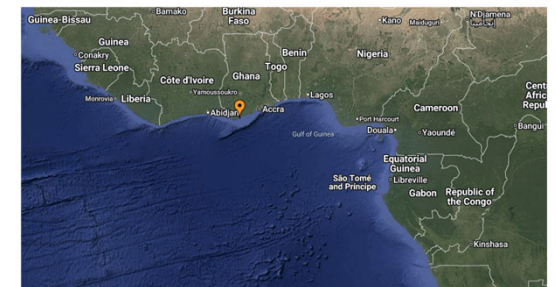 Bamako
Burkina
Faso
Kano
Maiduguri
N'Djamena
إنجامينا
Guinea-Bissau
Guinea
Conakry
Sierra Leone
Benin
Nigeria
Togo
Ghana
Côte d'Ivoire
Yamoussoukro
Monrovia
Liberia
Abidjan
Accra
Lagos
Cameroon
Port Harcourt
Douala
Yaoundé
Gulf of Guinea
Bangui
Equatorial
Guinea
São Tomé
and Príncipe
Libreville
Gabon
Republic of
the Congo
Kinshasa